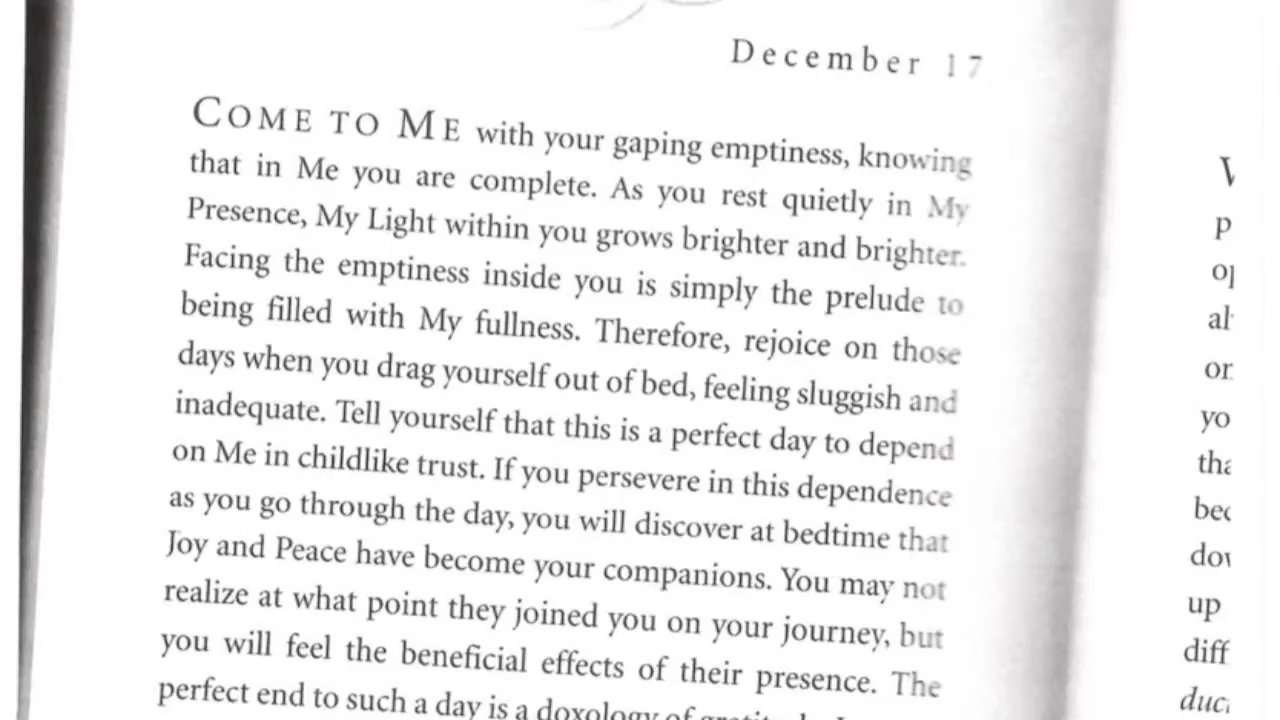 December 17
COME TO ME with your gaping emptiness, knowing
that in Me you are complete. As you rest quietly in My
Presence, My Light within you grows brighter and brighter.
Facing the emptiness inside you is simply the prelude to
being filled with My fullness. Therefore, rejoice on those
days when you drag yourself out of bed, feeling sluggish and
inadequate. Tell yourself that this is a perfect day to depend
on Me in childlike trust. If you persevere in this dependence
as you go through the day, you will discover at bedtime that
Joy and Peace have become your companions. You may not
realize at what point they joined you on your journey, but
you will feel the beneficial effects of their presence. The
perfect end to such a day is a doxology of
up